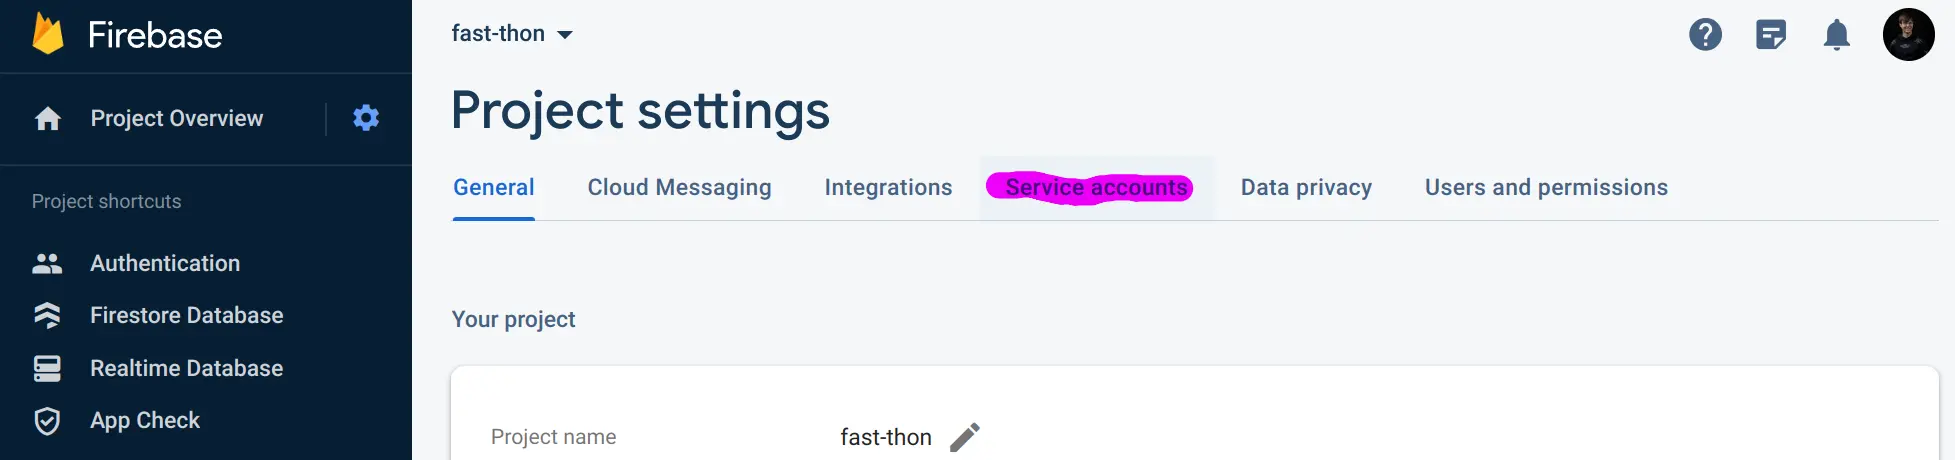 Firebase
fast-thon
Project Overview
Project settings
General Cloud Messaging Integrations Service accounts Data privacy Users and permissions
Project shortcuts
Authentication
Firestore Database
Realtime Database
App Check
Your project
Project name fast-thon